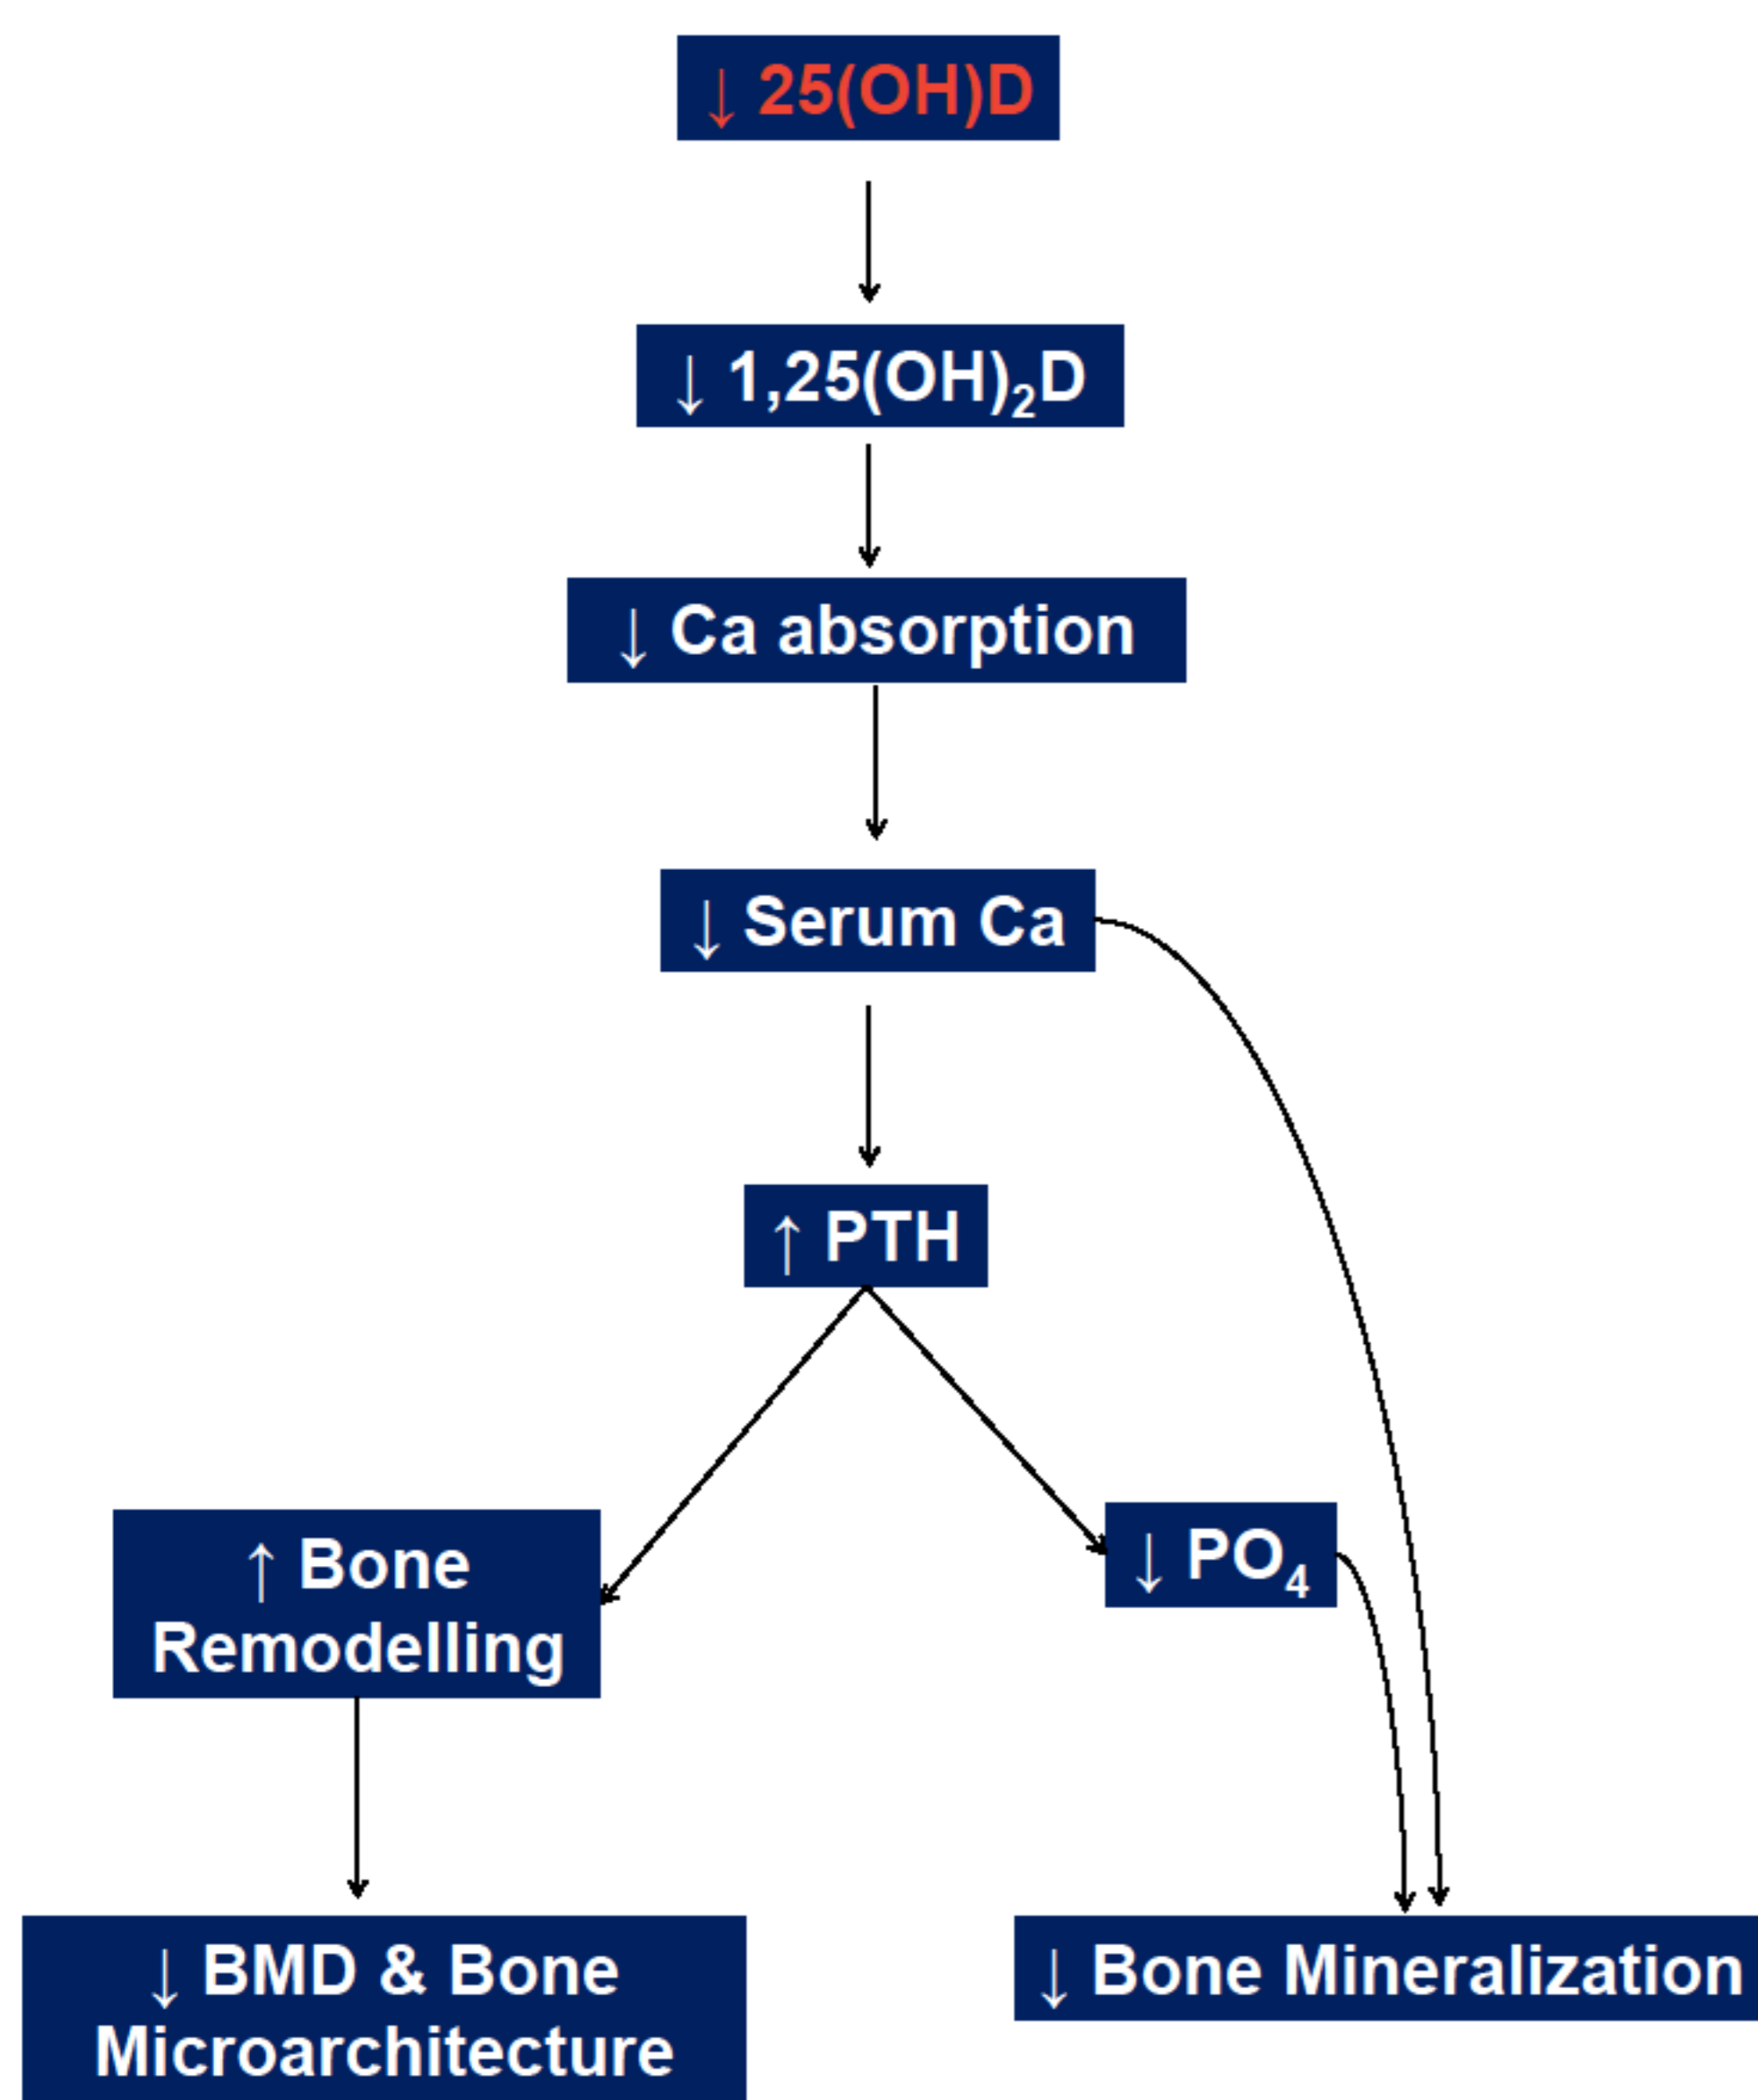 ↓ 25(OH)D
↓ 1,25(OH)₂D
↓ Ca absorption
↓ Serum Ca
↑ PTH
↑ Bone
Remodelling
↓ PO₄
↓ BMD & Bone
Microarchitecture
↓ Bone Mineralization